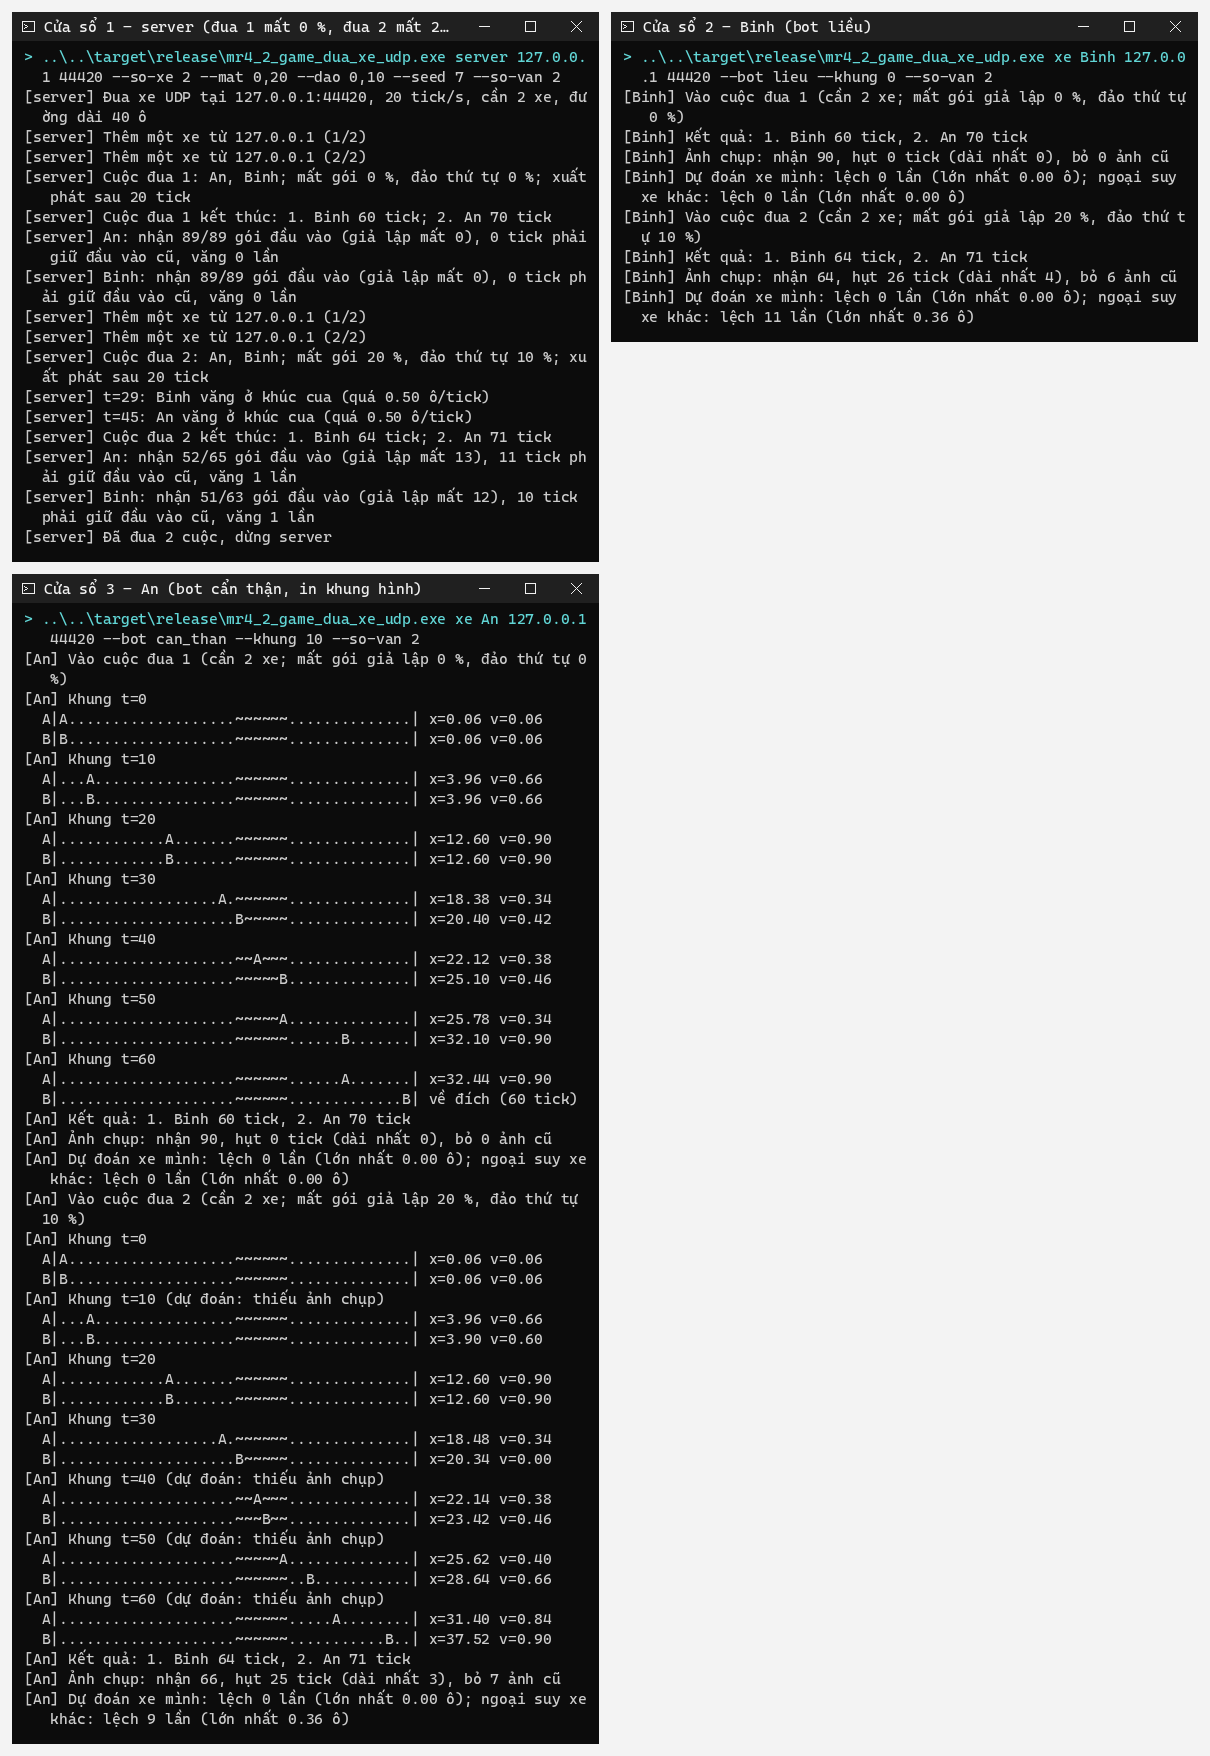 Cửa sổ 1 — server (đua 1 mất 0 %, đua 2 mất 2…
> ..\..\target\release\mr4_2_game_dua_xe_udp.exe server 127.0.0.
1 44420 --so-xe 2 --mat 0,20 --dao 0,10 --seed 7 --so-van 2
[server] Đua xe UDP tại 127.0.0.1:44420, 20 tick/s, cần 2 xe, đư
ờng dài 40 ô
[server] Thêm một xe từ 127.0.0.1 (1/2)
[server] Thêm một xe từ 127.0.0.1 (2/2)
[server] Cuộc đua 1: An, Binh; mất gói 0 %, đảo thứ tự 0 %; xuất
phát sau 20 tick
[server] Cuộc đua 1 kết thúc: 1. Binh 60 tick; 2. An 70 tick
[server] An: nhận 89/89 gói đầu vào (giả lập mất 0), 0 tick phải
giữ đầu vào cũ, văng 0 lần
[server] Binh: nhận 89/89 gói đầu vào (giả lập mất 0), 0 tick ph
ải giữ đầu vào cũ, văng 0 lần
[server] Thêm một xe từ 127.0.0.1 (1/2)
[server] Thêm một xe từ 127.0.0.1 (2/2)
[server] Cuộc đua 2: An, Binh; mất gói 20 %, đảo thứ tự 10 %; xu
ất phát sau 20 tick
[server] t=29: Binh văng ở khúc cua (quá 0.50 ô/tick)
[server] t=45: An văng ở khúc cua (quá 0.50 ô/tick)
[server] Cuộc đua 2 kết thúc: 1. Binh 64 tick; 2. An 71 tick
[server] An: nhận 52/65 gói đầu vào (giả lập mất 13), 11 tick ph
ải giữ đầu vào cũ, văng 1 lần
[server] Binh: nhận 51/63 gói đầu vào (giả lập mất 12), 10 tick
phải giữ đầu vào cũ, văng 1 lần
[server] Đã đua 2 cuộc, dừng server
Cửa sổ 2 — Binh (bot liều)
> ..\..\target\release\mr4_2_game_dua_xe_udp.exe xe Binh 127.0.0
.1 44420 --bot lieu --khung 0 --so-van 2
[Binh] Vào cuộc đua 1 (cần 2 xe; mất gói giả lập 0 %, đảo thứ tự
0 %)
[Binh] Kết quả: 1. Binh 60 tick, 2. An 70 tick
[Binh] Ảnh chụp: nhận 90, hụt 0 tick (dài nhất 0), bỏ 0 ảnh cũ
[Binh] Dự đoán xe mình: lệch 0 lần (lớn nhất 0.00 ô); ngoại suy
xe khác: lệch 0 lần (lớn nhất 0.00 ô)
[Binh] Vào cuộc đua 2 (cần 2 xe; mất gói giả lập 20 %, đảo thứ t
ự 10 %)
[Binh] Kết quả: 1. Binh 64 tick, 2. An 71 tick
[Binh] Ảnh chụp: nhận 64, hụt 26 tick (dài nhất 4), bỏ 6 ảnh cũ
[Binh] Dự đoán xe mình: lệch 0 lần (lớn nhất 0.00 ô); ngoại suy
xe khác: lệch 11 lần (lớn nhất 0.36 ô)
Cửa sổ 3 — An (bot cẩn thận, in khung hình)
> ..\..\target\release\mr4_2_game_dua_xe_udp.exe xe An 127.0.0.1
44420 --bot can_than --khung 10 --so-van 2
[An] Vào cuộc đua 1 (cần 2 xe; mất gói giả lập 0 %, đảo thứ tự 0
%)
[An] Khung t=0
A|A...................~~~~~~..............| x=0.06 v=0.06
B|B...................~~~~~~..............| x=0.06 v=0.06
[An] Khung t=10
A|...A................~~~~~~..............| x=3.96 v=0.66
B|...B................~~~~~~..............| x=3.96 v=0.66
[An] Khung t=20
A|............A.......~~~~~~..............| x=12.60 v=0.90
B|............B.......~~~~~~..............| x=12.60 v=0.90
[An] Khung t=30
A|..................A.~~~~~~..............| x=18.38 v=0.34
B|....................B~~~~~..............| x=20.40 v=0.42
[An] Khung t=40
A|....................~~A~~~..............| x=22.12 v=0.38
B|....................~~~~~B..............| x=25.10 v=0.46
[An] Khung t=50
A|....................~~~~~A..............| x=25.78 v=0.34
B|....................~~~~~~......B.......| x=32.10 v=0.90
[An] Khung t=60
A|....................~~~~~~......A.......| x=32.44 v=0.90
B|....................~~~~~~.............B| về đích (60 tick)
[An] Kết quả: 1. Binh 60 tick, 2. An 70 tick
[An] Ảnh chụp: nhận 90, hụt 0 tick (dài nhất 0), bỏ 0 ảnh cũ
[An] Dự đoán xe mình: lệch 0 lần (lớn nhất 0.00 ô); ngoại suy xe
khác: lệch 0 lần (lớn nhất 0.00 ô)
[An] Vào cuộc đua 2 (cần 2 xe; mất gói giả lập 20 %, đảo thứ tự
10 %)
[An] Khung t=0
A|A...................~~~~~~..............| x=0.06 v=0.06
B|B...................~~~~~~..............| x=0.06 v=0.06
[An] Khung t=10 (dự đoán: thiếu ảnh chụp)
A|...A................~~~~~~..............| x=3.96 v=0.66
B|...B................~~~~~~..............| x=3.90 v=0.60
[An] Khung t=20
A|............A.......~~~~~~..............| x=12.60 v=0.90
B|............B.......~~~~~~..............| x=12.60 v=0.90
[An] Khung t=30
A|..................A.~~~~~~..............| x=18.48 v=0.34
B|....................B~~~~~..............| x=20.34 v=0.00
[An] Khung t=40 (dự đoán: thiếu ảnh chụp)
A|....................~~A~~~..............| x=22.14 v=0.38
B|....................~~~B~~..............| x=23.42 v=0.46
[An] Khung t=50 (dự đoán: thiếu ảnh chụp)
A|....................~~~~~A..............| x=25.62 v=0.40
B|....................~~~~~~..B...........| x=28.64 v=0.66
[An] Khung t=60 (dự đoán: thiếu ảnh chụp)
A|....................~~~~~~.....A........| x=31.40 v=0.84
B|....................~~~~~~...........B..| x=37.52 v=0.90
[An] Kết quả: 1. Binh 64 tick, 2. An 71 tick
[An] Ảnh chụp: nhận 66, hụt 25 tick (dài nhất 3), bỏ 7 ảnh cũ
[An] Dự đoán xe mình: lệch 0 lần (lớn nhất 0.00 ô); ngoại suy xe
khác: lệch 9 lần (lớn nhất 0.36 ô)